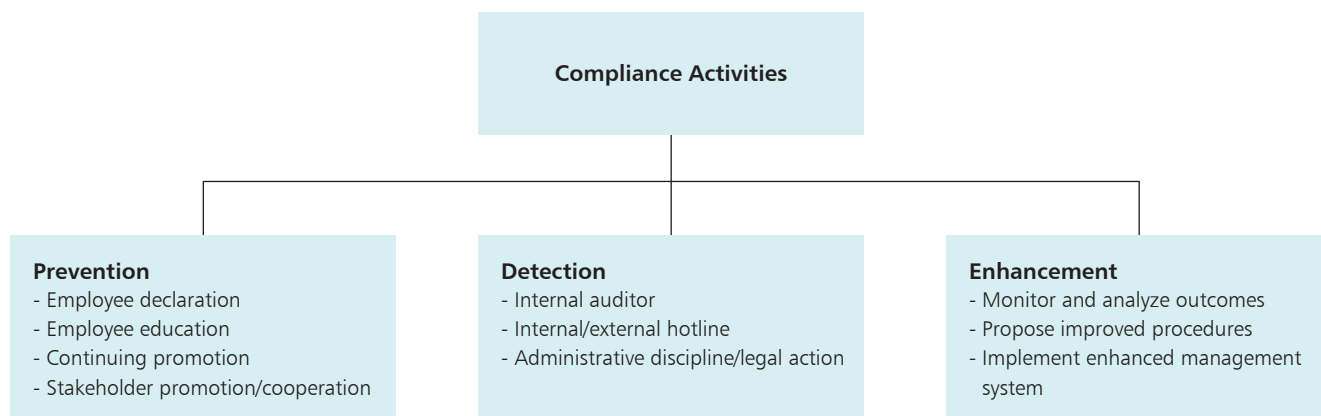 Compliance Activities
Prevention
- Employee declaration
- Employee education
- Continuing promotion
- Stakeholder promotion/cooperation
Detection
- Internal auditor
- Internal/external hotline
- Administrative discipline/legal action
Enhancement
- Monitor and analyze outcomes
- Propose improved procedures
- Implement enhanced management
system